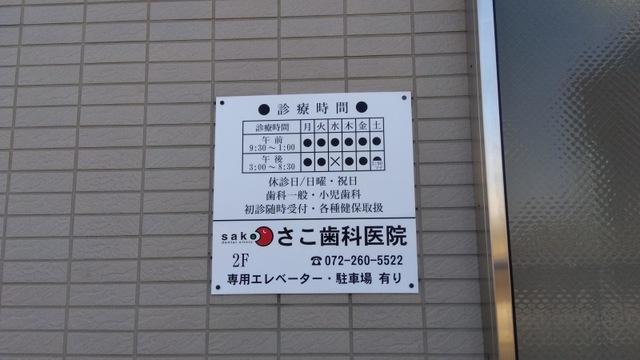 ● 診療時間 ●
診療時間 月 火 水 木 金 土
午前 9:30~1:00 ● ● ● ● ● ●
午後 3:00~8:30 ● ● × ● ●
休診日/日曜・祝日
歯科一般・小児歯科
初診随時受付・各種健保取扱
sako dental clinic さこ歯科医院
2F ☎072-260-5522
専用エレベーター・駐車場 有り